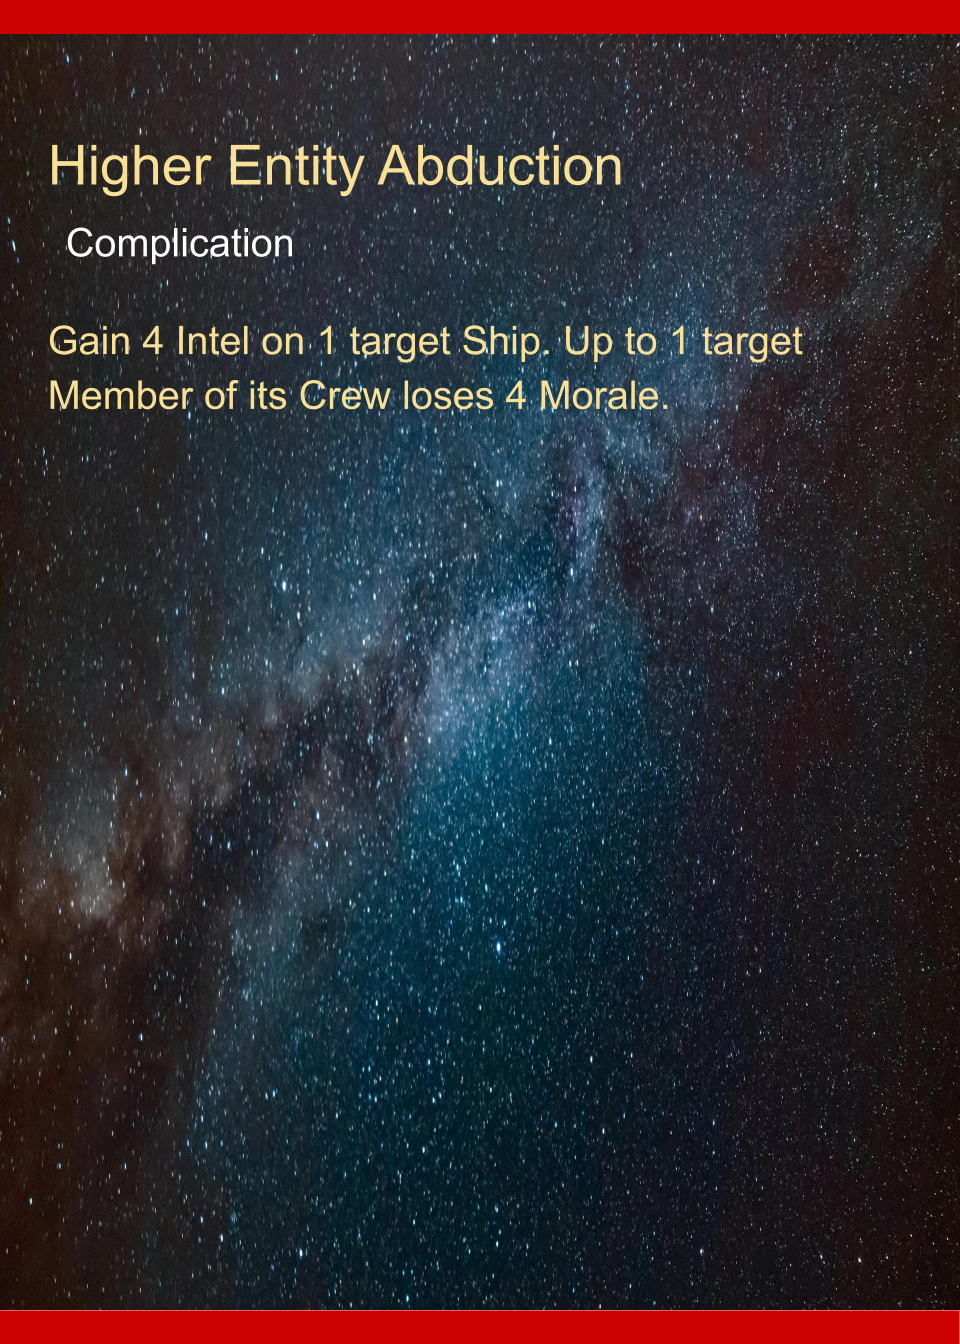 Higher Entity Abduction
Complication
Gain 4 Intel on 1 target Ship. Up to 1 target
Member of its Crew loses 4 Morale.